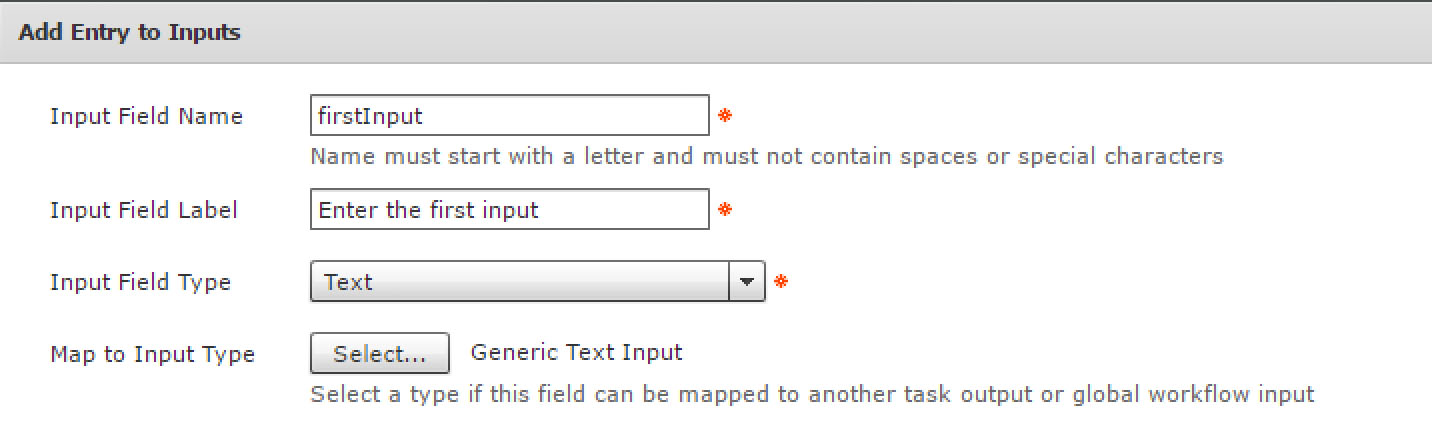 Add Entry to Inputs
Input Field Name firstInput
Name must start with a letter and must not contain spaces or special characters
Input Field Label Enter the first input
Input Field Type Text
Map to Input Type Select... Generic Text Input
Select a type if this field can be mapped to another task output or global workflow input